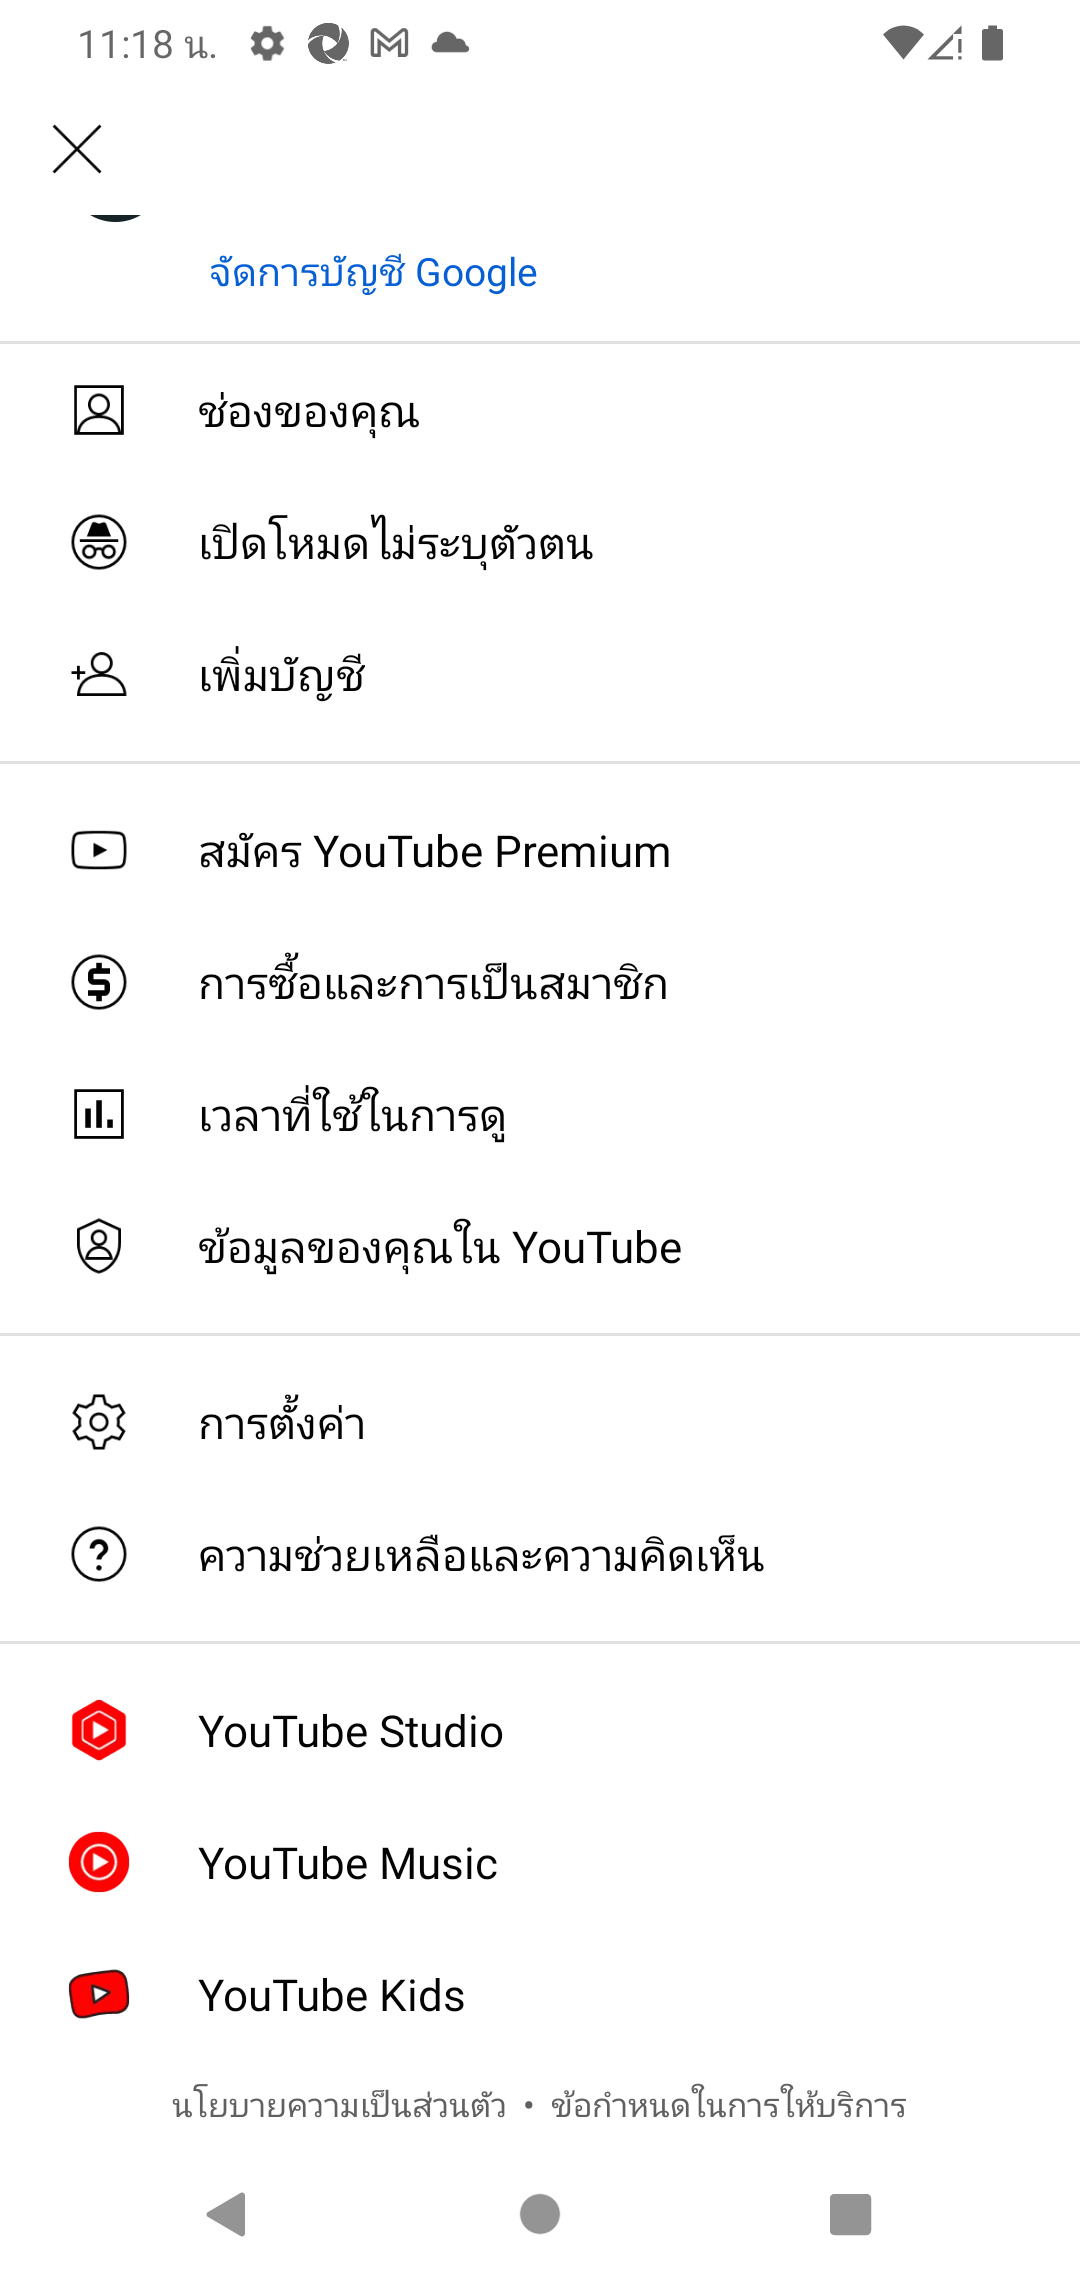 11:18 น.
จัดการบัญชี Google
ช่องของคุณ
เปิดโหมดไม่ระบุตัวตน
เพิ่มบัญชี
สมัคร YouTube Premium
การซื้อและการเป็นสมาชิก
เวลาที่ใช้ในการดู
ข้อมูลของคุณใน YouTube
การตั้งค่า
ความช่วยเหลือและความคิดเห็น
YouTube Studio
YouTube Music
YouTube Kids
นโยบายความเป็นส่วนตัว • ข้อกำหนดในการให้บริการ